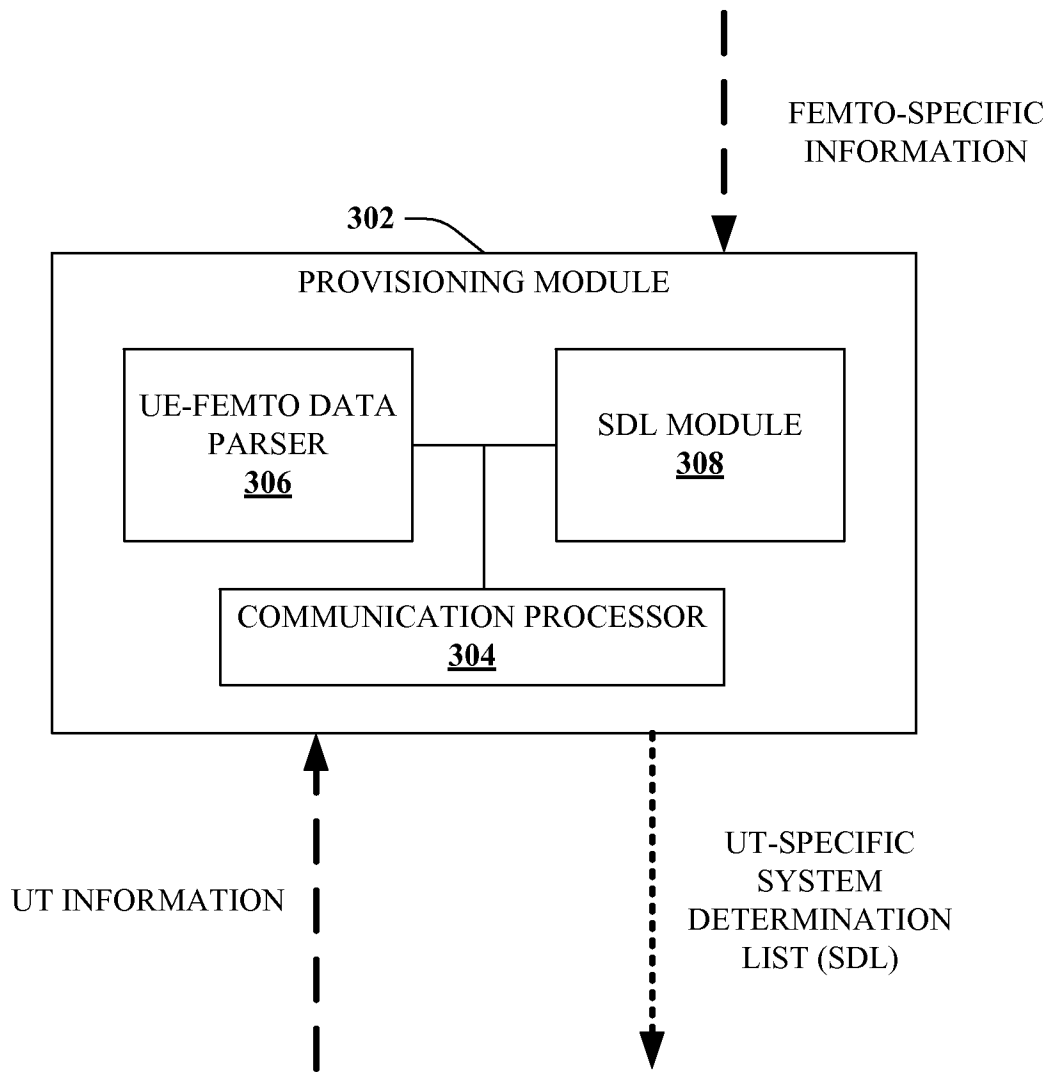 FEMTO-SPECIFIC
INFORMATION
302
PROVISIONING MODULE
UE-FEMTO DATA
PARSER
306
SDL MODULE
308
COMMUNICATION PROCESSOR
304
UT INFORMATION
UT-SPECIFIC
SYSTEM
DETERMINATION
LIST (SDL)